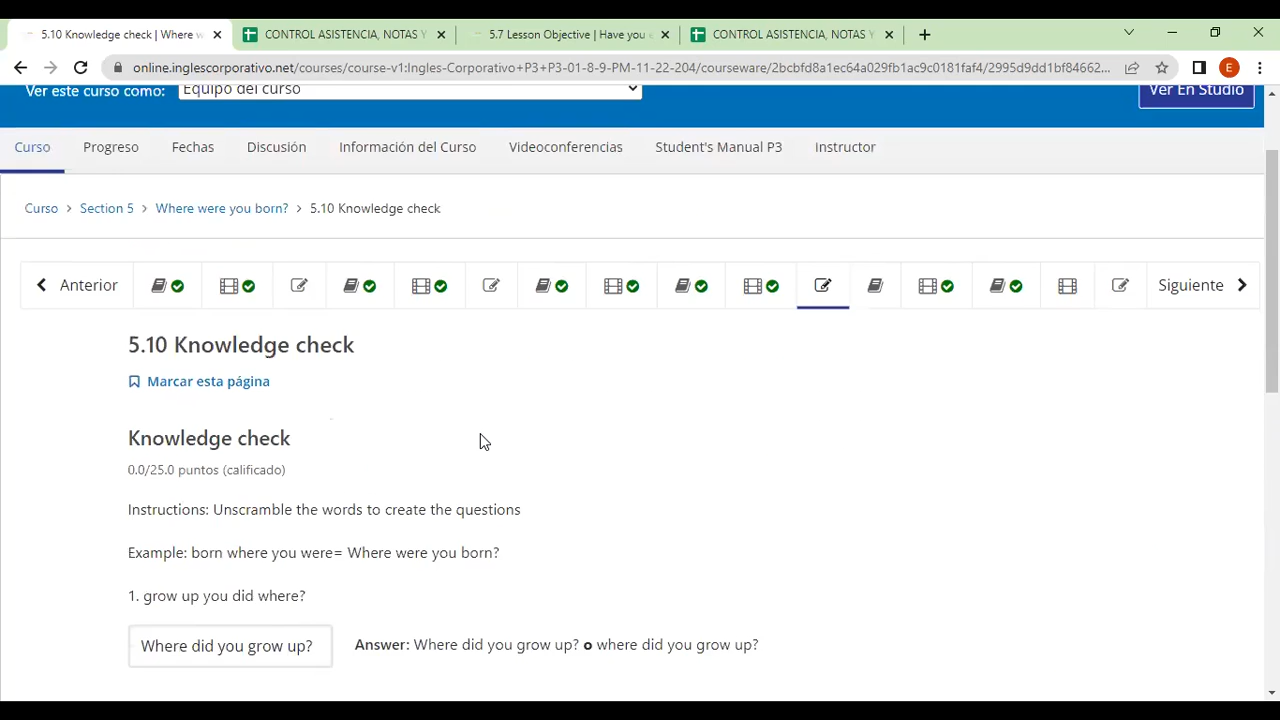 5.10 Knowledge check | Where w
CONTROL ASISTENCIA, NOTAS Y
5.7 Lesson Objective | Have you e
CONTROL ASISTENCIA, NOTAS Y
online.inglescorporativo.net/courses/course-v1:Ingles-Corporativo+P3+P3-01-8-9-PM-11-22-204/courseware/2bcbfd8a1ec64a029fb1ac9c0181faf4/2995d9dd1bf84662...
E
Ver este curso como:
Equipo del curso
Ver En Studio
Curso
Progreso
Fechas
Discusión
Información del Curso
Videoconferencias
Student's Manual P3
Instructor
Curso > Section 5 > Where were you born? > 5.10 Knowledge check
Anterior
Siguiente
5.10 Knowledge check
Marcar esta página
Knowledge check
0.0/25.0 puntos (calificado)
Instructions: Unscramble the words to create the questions
Example: born where you were= Where were you born?
1. grow up you did where?
Where did you grow up?
Answer: Where did you grow up? o where did you grow up?